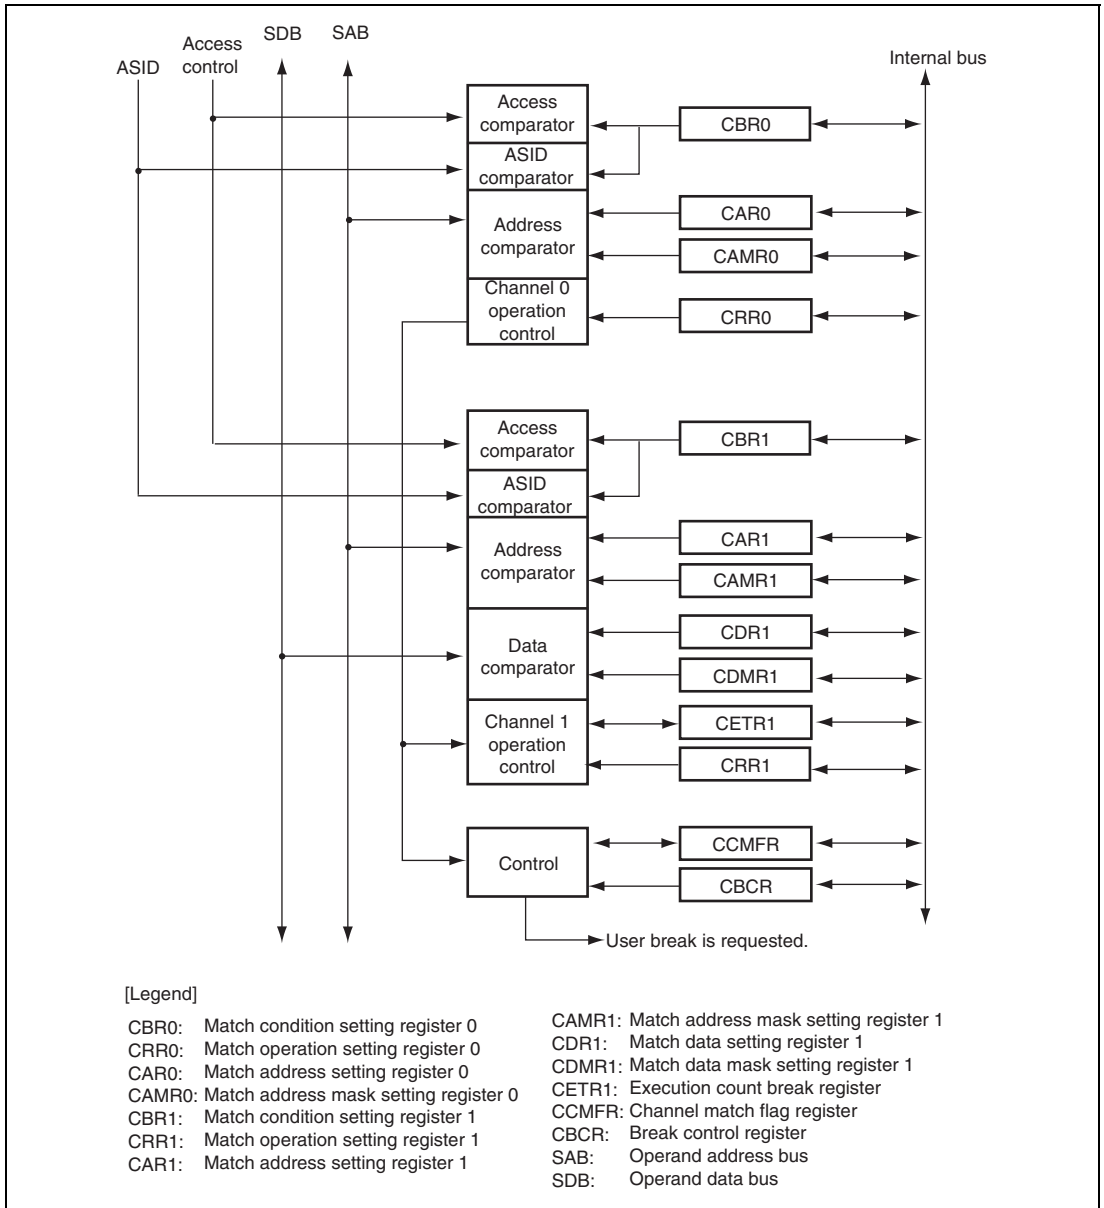 ASID
Access
control
SDB
SAB
Internal bus
Access
comparator
CBR0
ASID
comparator
Address
comparator
CAR0
CAMR0
Channel 0
operation
control
CRR0
Access
comparator
CBR1
ASID
comparator
Address
comparator
CAR1
CAMR1
Data
comparator
CDR1
CDMR1
Channel 1
operation
control
CETR1
CRR1
Control
CCMFR
CBCR
User break is requested.
[Legend]
CBR0: Match condition setting register 0
CRR0: Match operation setting register 0
CAR0: Match address setting register 0
CAMR0: Match address mask setting register 0
CBR1: Match condition setting register 1
CRR1: Match operation setting register 1
CAR1: Match address setting register 1
CAMR1: Match address mask setting register 1
CDR1: Match data setting register 1
CDMR1: Match data mask setting register 1
CETR1: Execution count break register
CCMFR: Channel match flag register
CBCR: Break control register
SAB: Operand address bus
SDB: Operand data bus